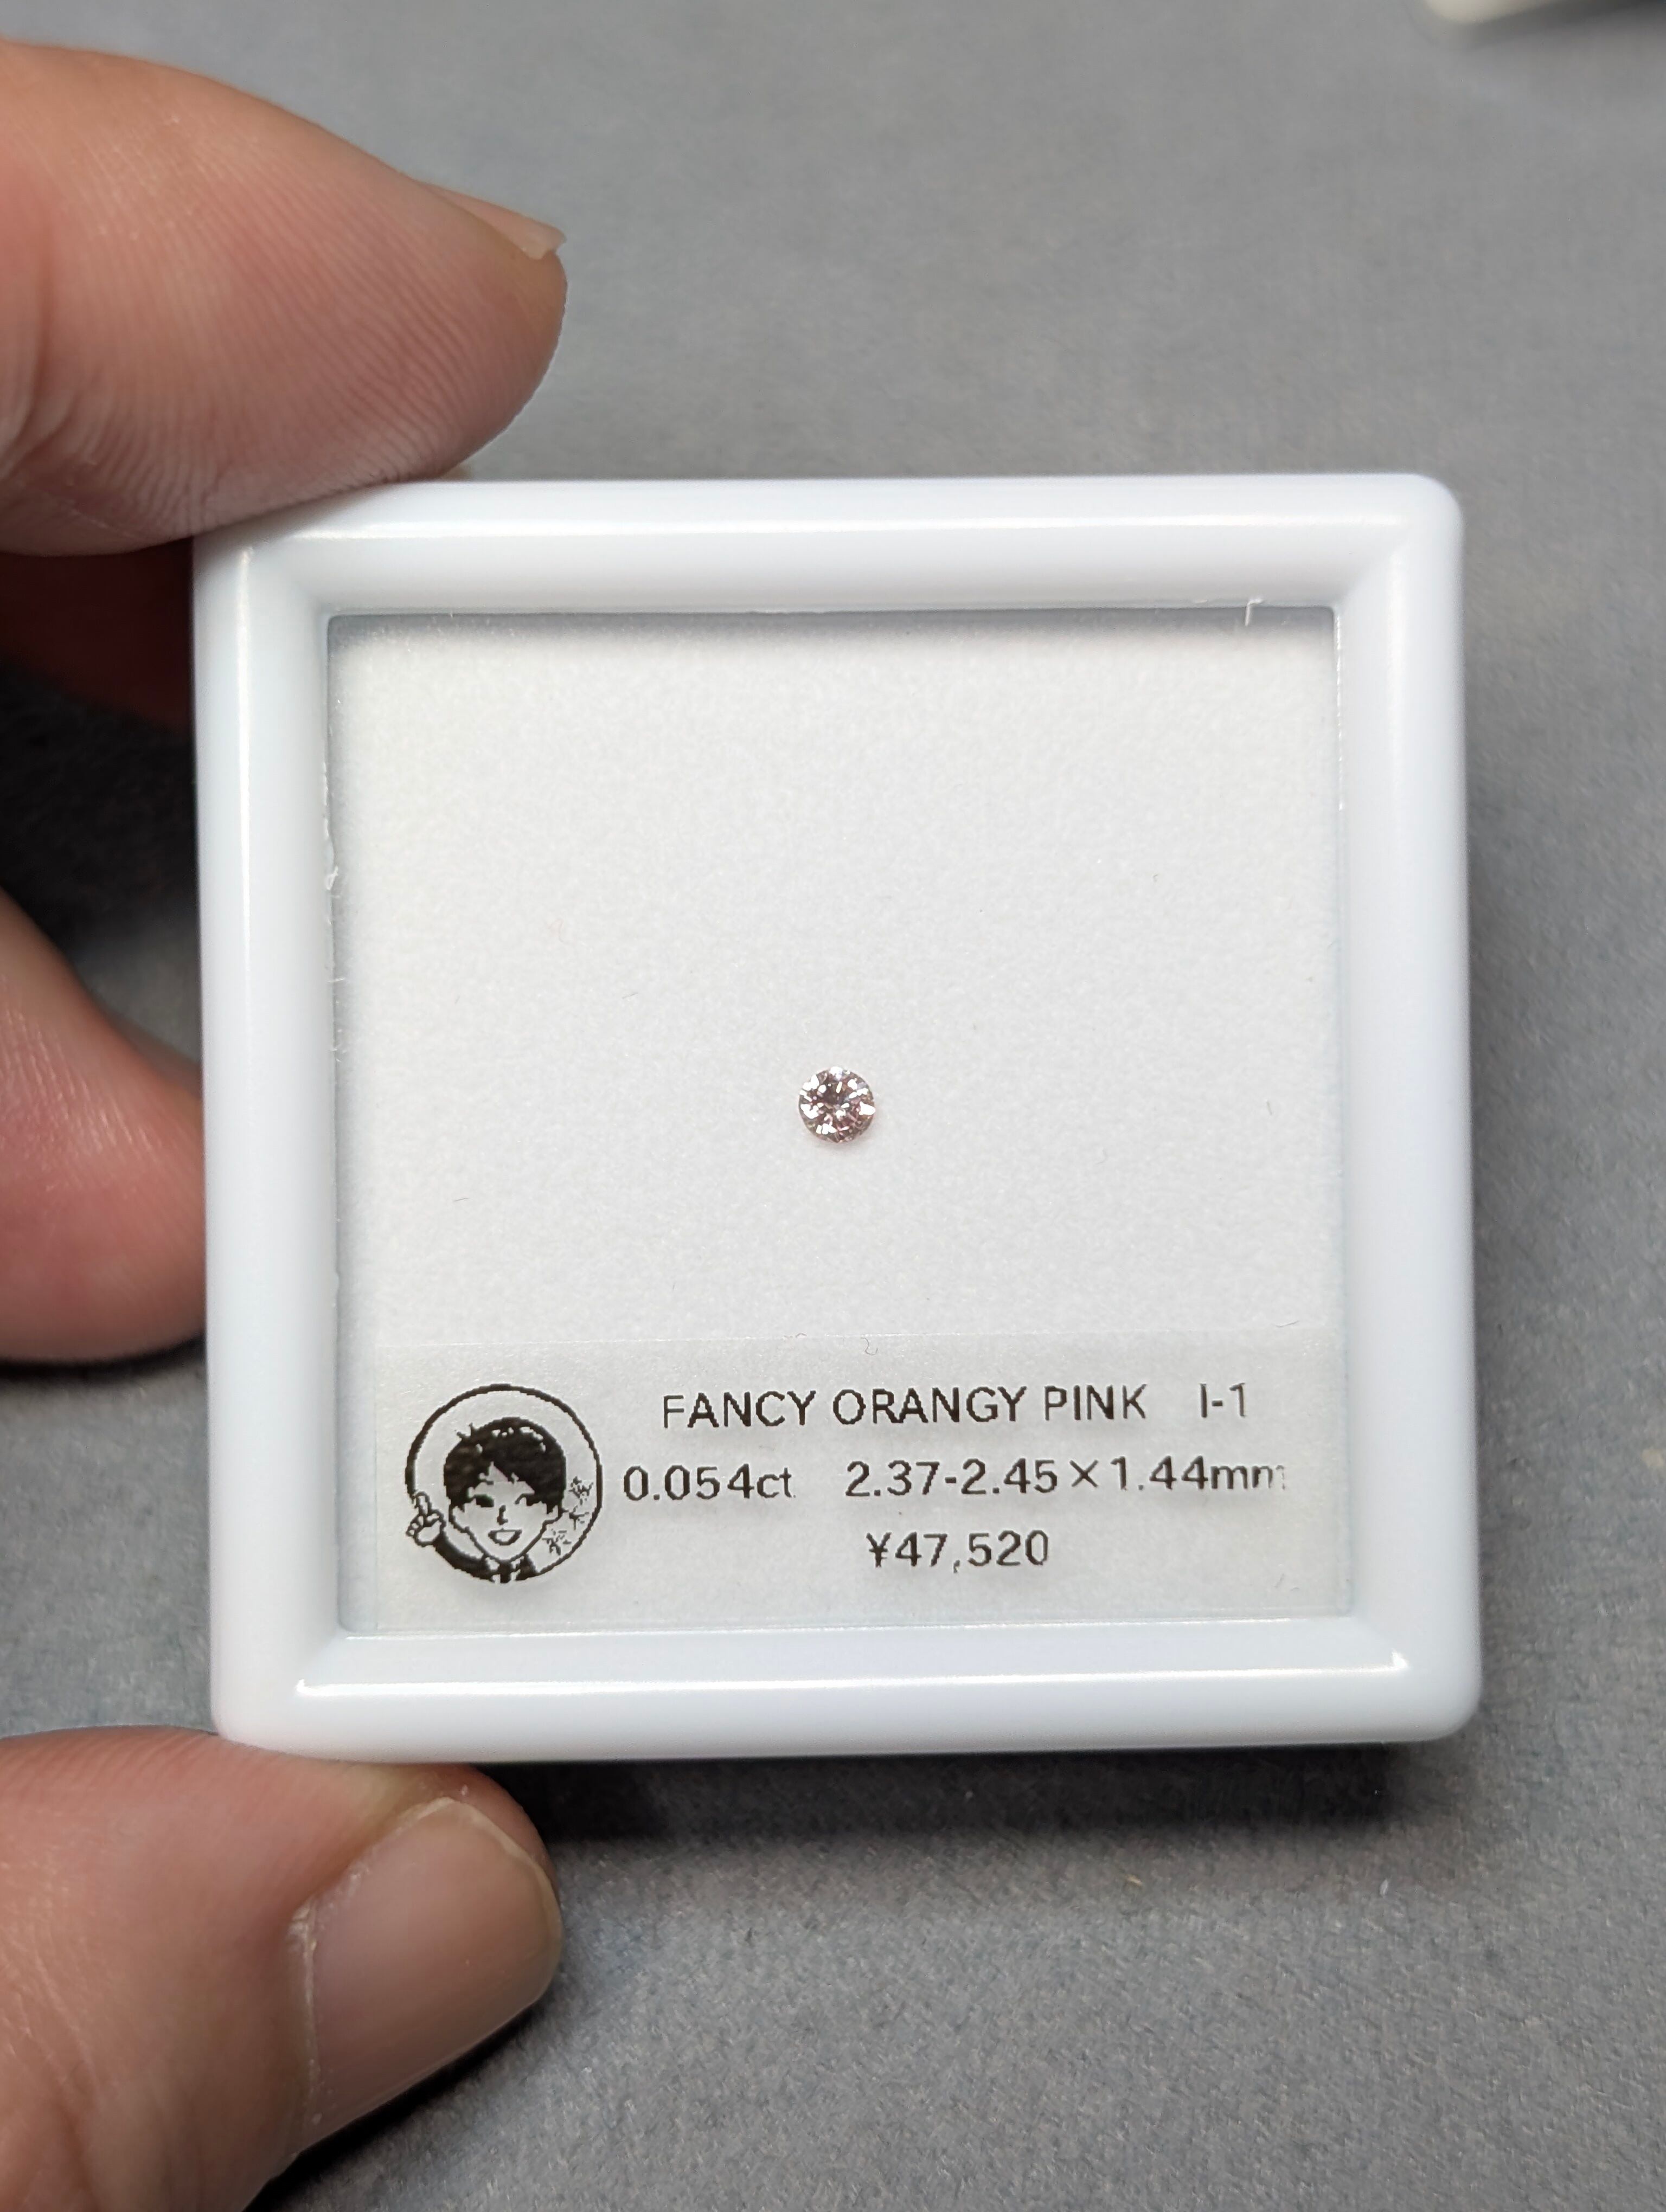 FANCY ORANGY PINK I-1
0.054ct 2.37-2.45×1.44mm
¥47,520